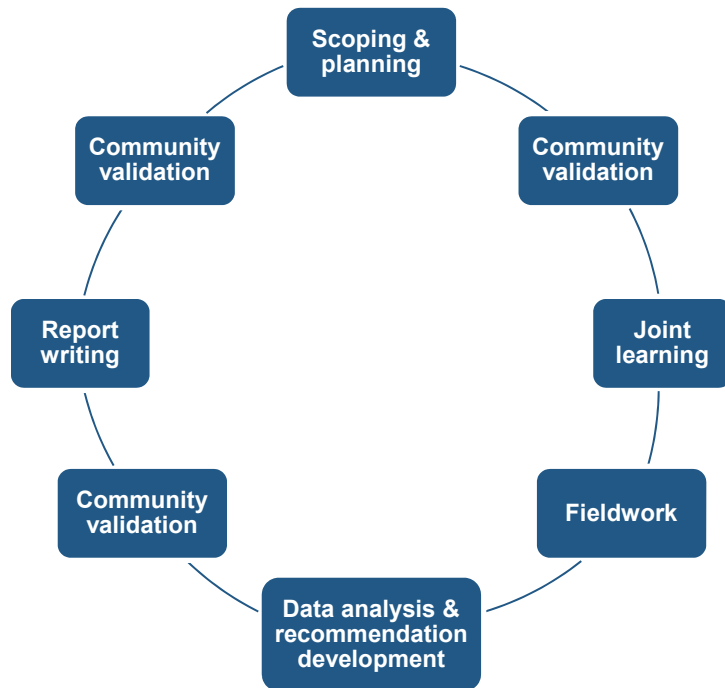 Scoping &
planning
Community
validation
Joint
learning
Fieldwork
Data analysis &
recommendation
development
Community
validation
Report
writing
Community
validation